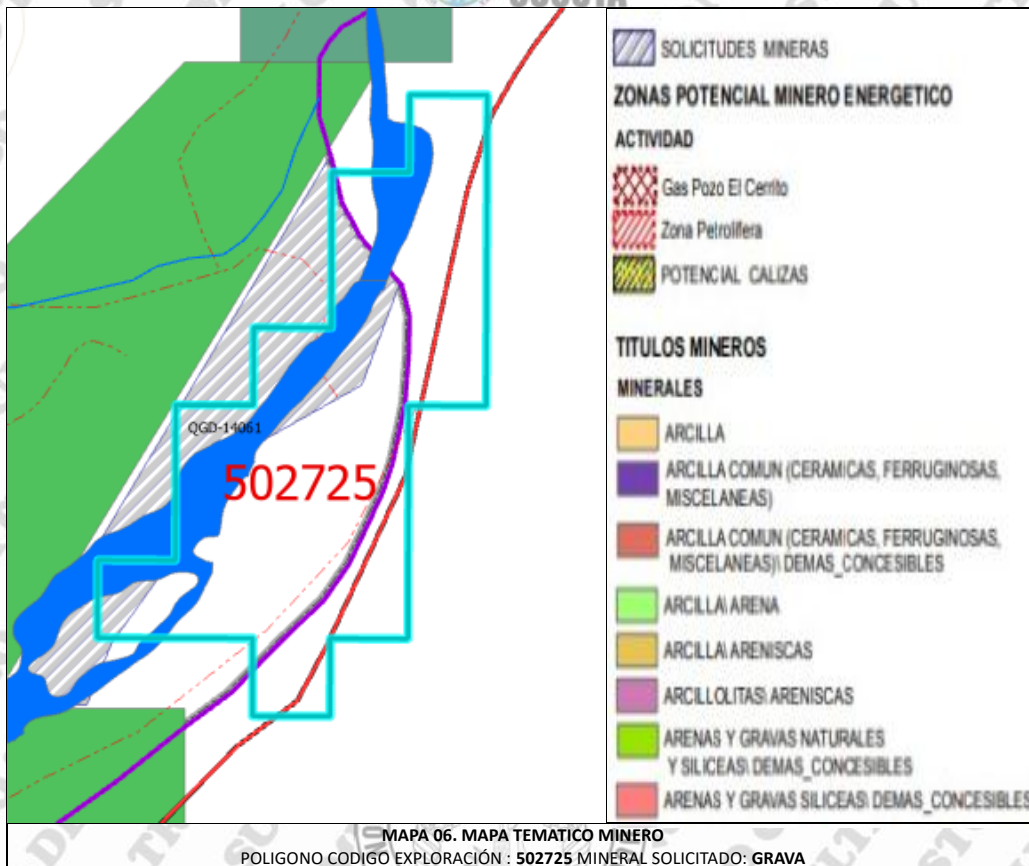 SOLICITUDES MINERAS
ZONAS POTENCIAL MINERO ENERGETICO
ACTIVIDAD
Gas Pozo El Cerrito
Zona Petrolifera
POTENCIAL CALIZAS
TITULOS MINEROS
MINERALES
ARCILLA
ARCILLA COMUN (CERAMICAS, FERRUGINOSAS,
MISCELANEAS)
ARCILLA COMUN (CERAMICAS, FERRUGINOSAS,
MISCELANEAS)\ DEMAS_CONCESIBLES
ARCILLA\ ARENA
ARCILLA\ ARENISCAS
ARCILLOLITAS\ ARENISCAS
ARENAS Y GRAVAS NATURALES
Y SILICEAS\ DEMAS_CONCESIBLES
ARENAS Y GRAVAS SILICEAS\ DEMAS_CONCESIBLES
QGD-14061
502725
MAPA 06. MAPA TEMATICO MINERO
POLIGONO CODIGO EXPLORACIÓN : 502725 MINERAL SOLICITADO: GRAVA